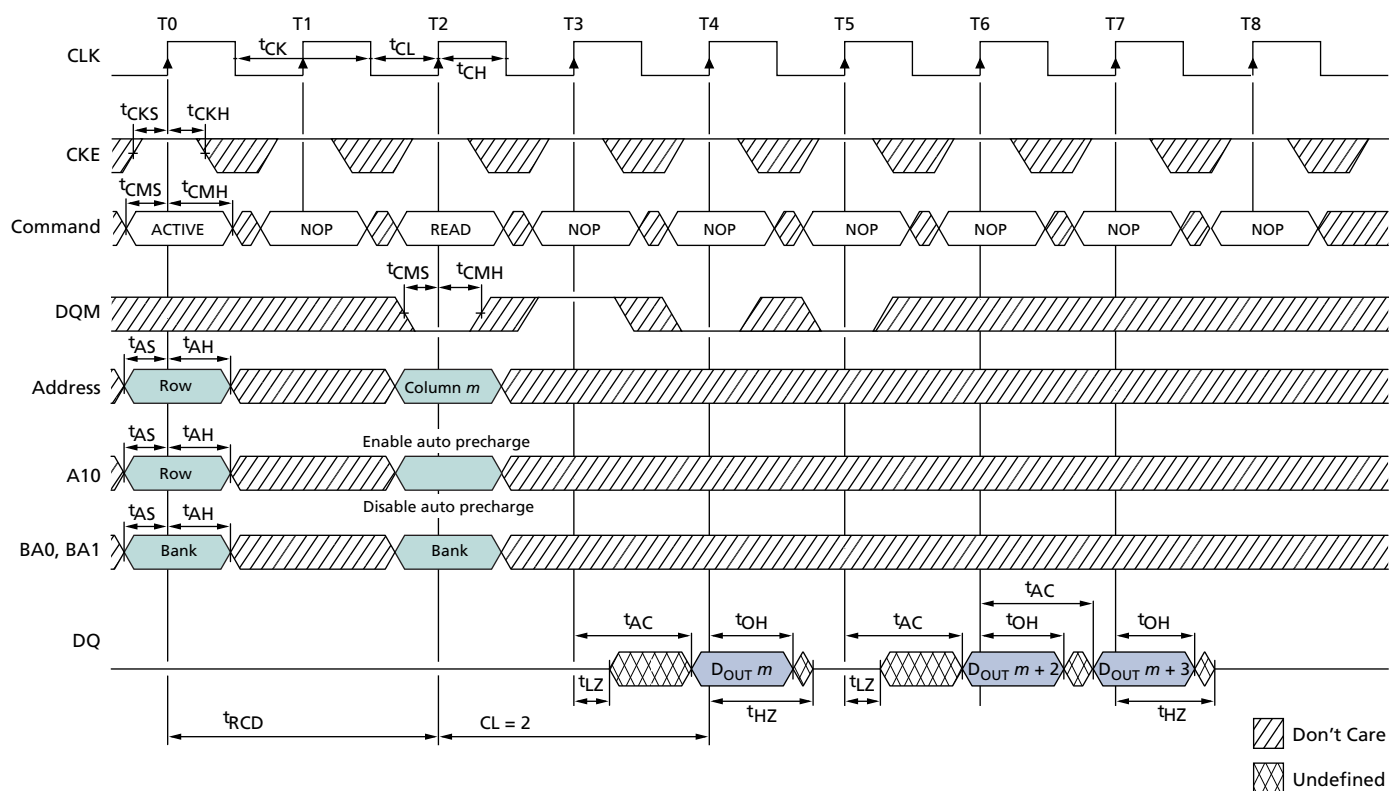 T0 T1 T2 T3 T4 T5 T6 T7 T8
CLK
tCK tCL
tCH
tCKS tCKH
CKE
tCMS tCMH
Command ACTIVE NOP READ NOP NOP NOP NOP NOP NOP
tCMS tCMH
DQM
tAS tAH
Address Row Column m
tAS tAH Enable auto precharge
A10 Row
Disable auto precharge
tAS tAH
BA0, BA1 Bank Bank
tAC
DQ tAC tOH tAC tOH tOH
DOUT m DOUT m + 2 DOUT m + 3
tLZ tHZ tLZ tHZ
tRCD CL = 2
Don't Care
Undefined